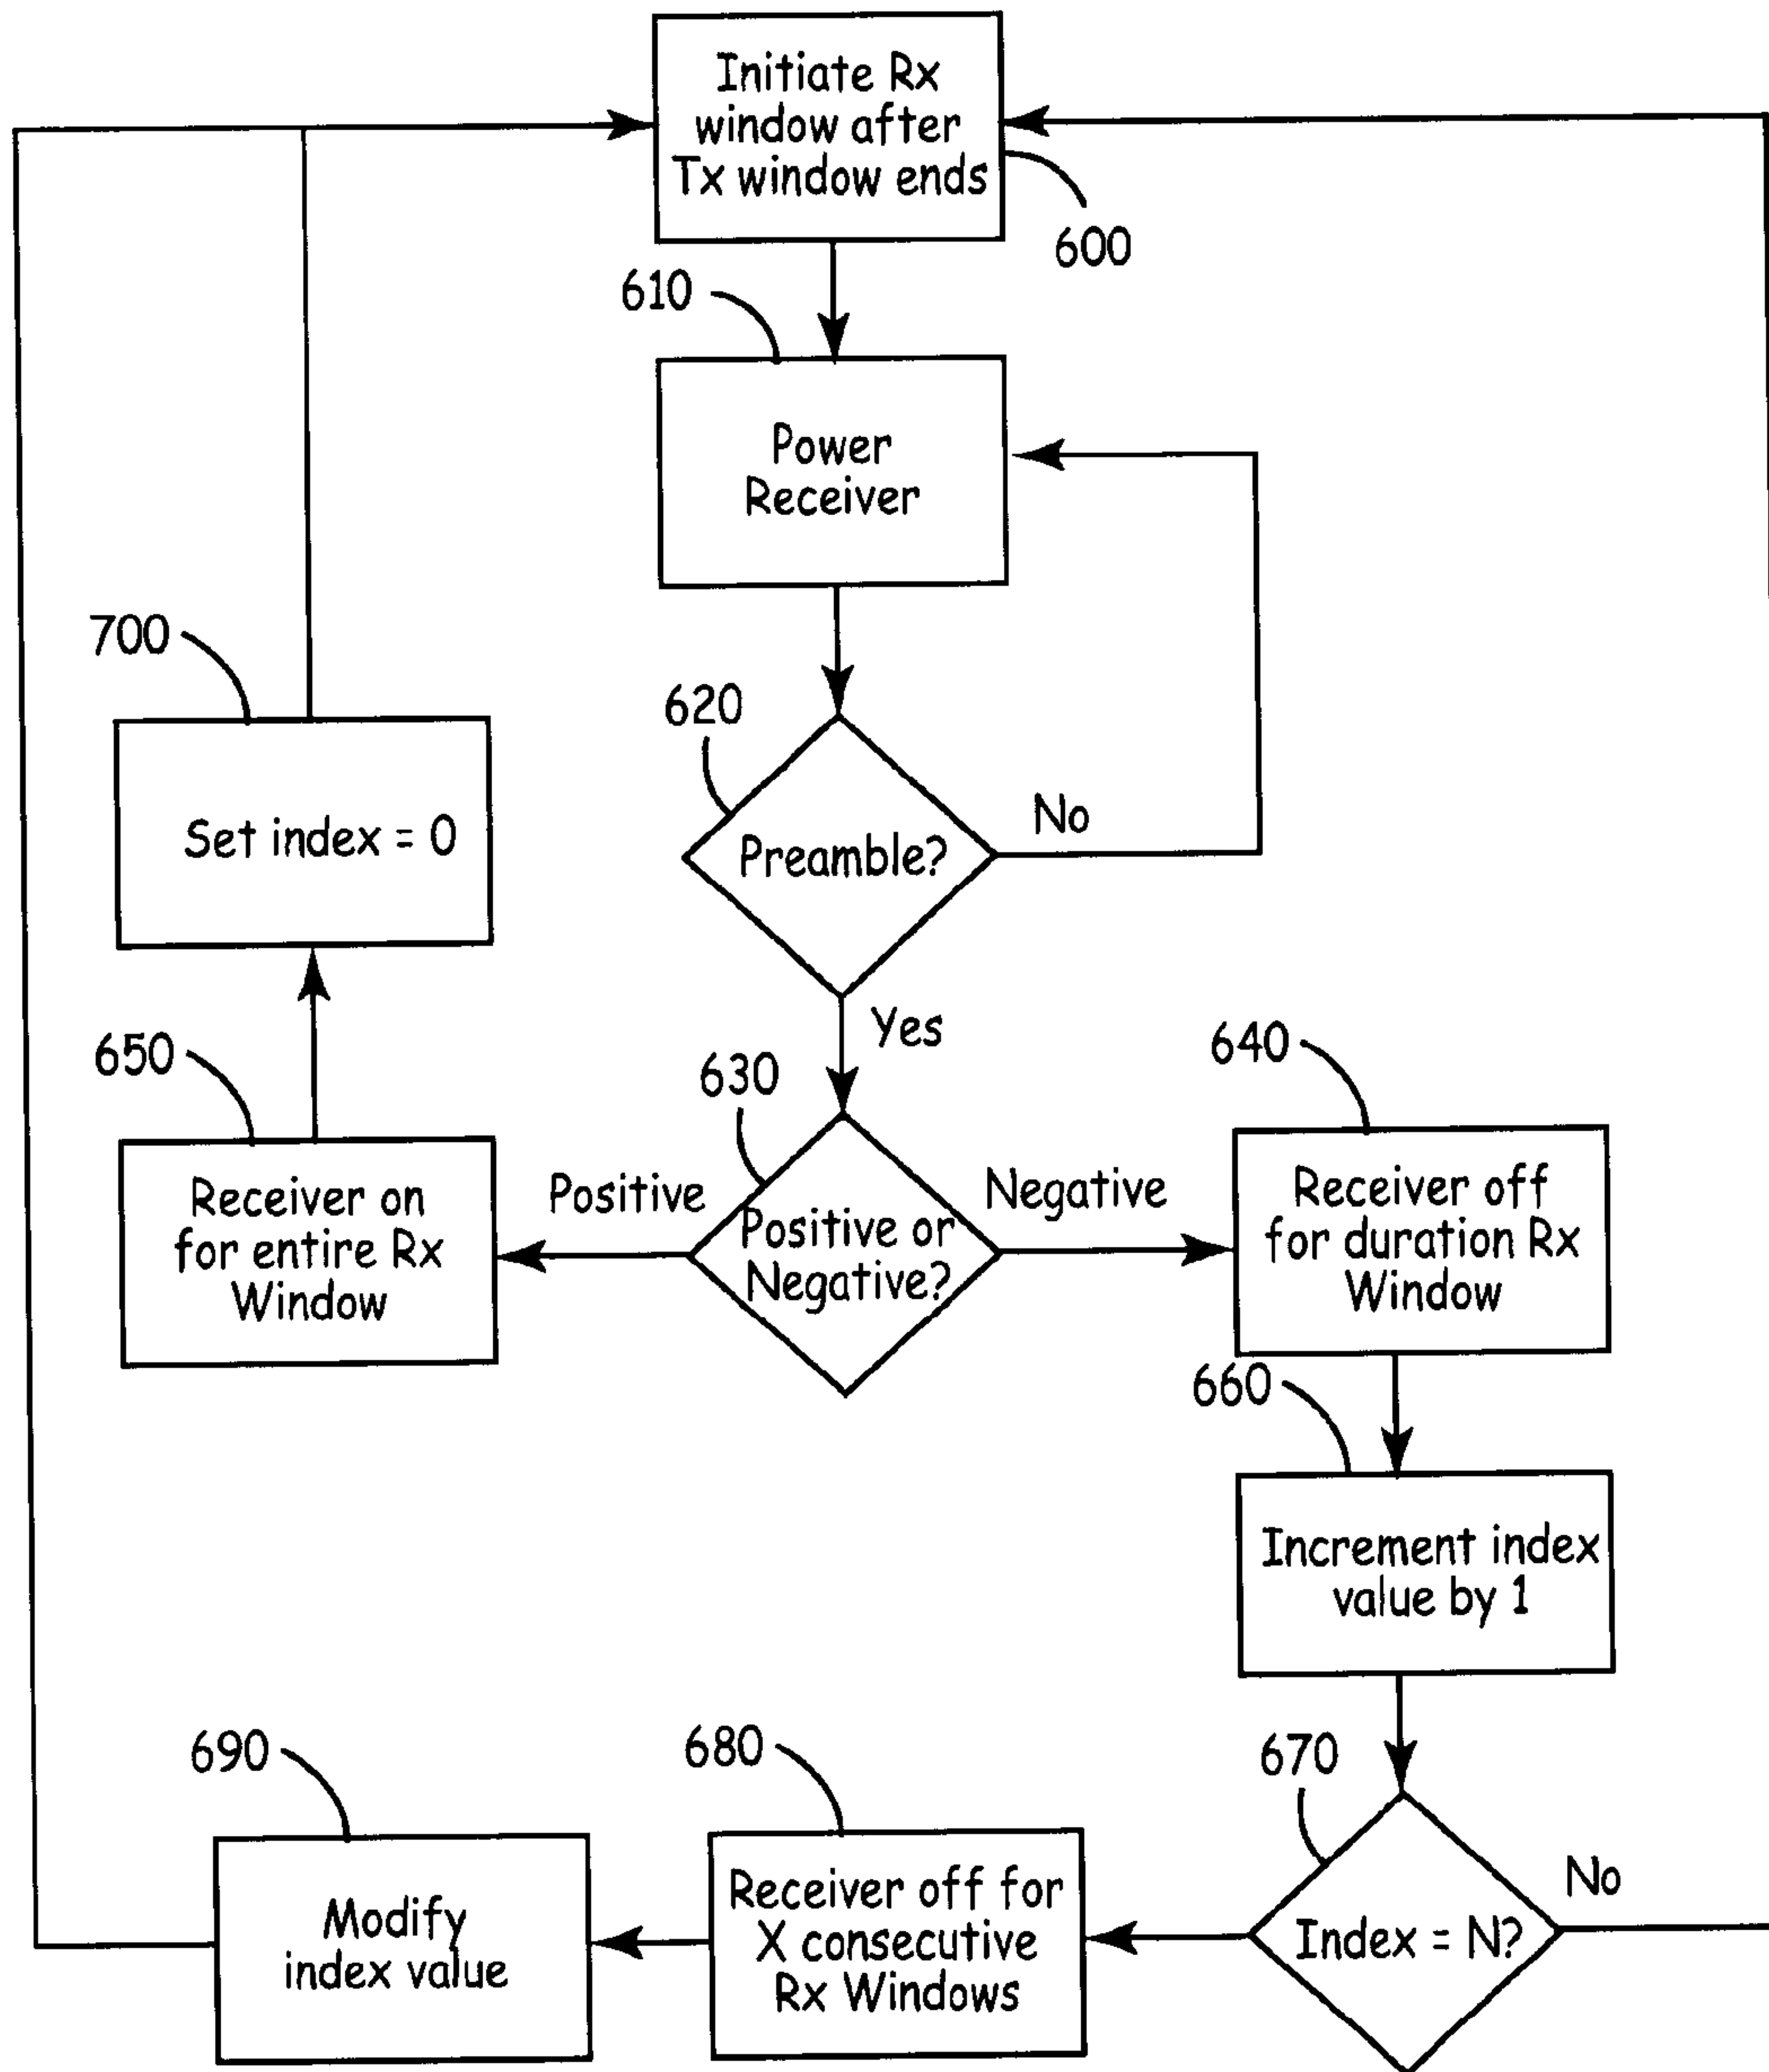 Initiate Rx
window after
Tx window ends
600
610
Power
Receiver
700
620
Set index = 0
Preamble?
No
Yes
650
630
640
Receiver on
for entire Rx
Window
Positive
Positive or
Negative?
Negative
Receiver off
for duration Rx
Window
660
Increment index
value by 1
690
680
670
Modify
index value
Receiver off for
X consecutive
Rx Windows
Index = N?
No